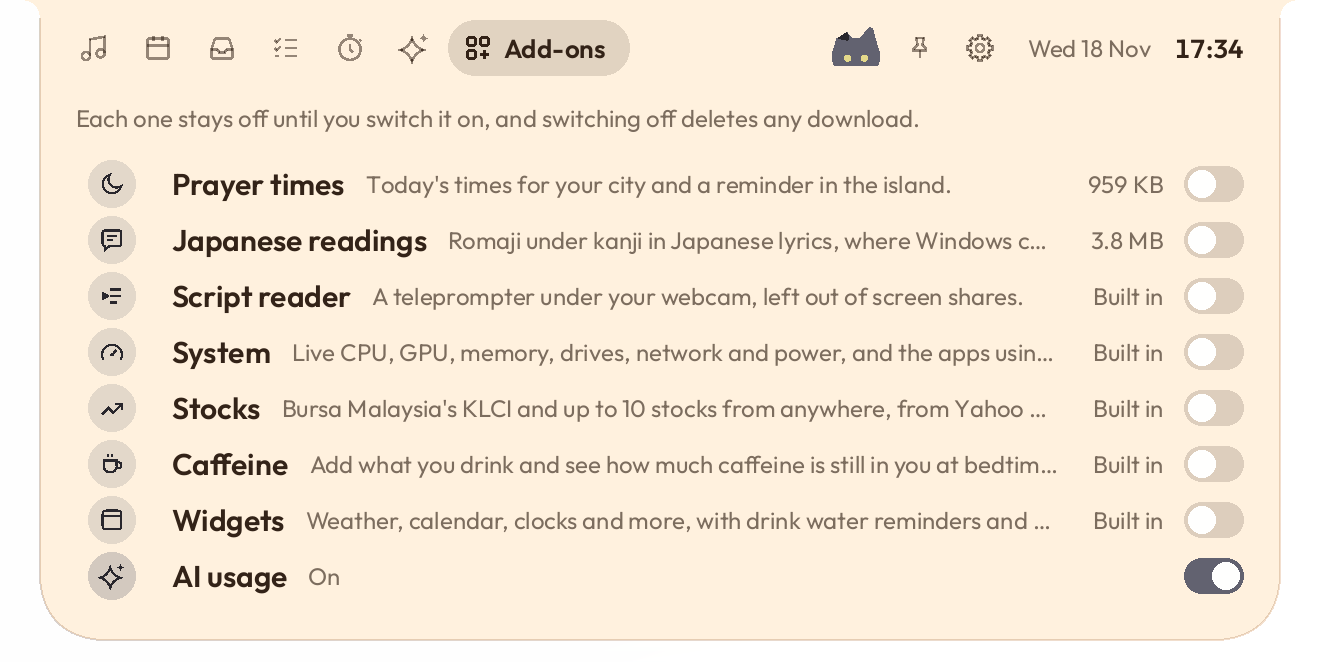 Add-ons Wed 18 Nov 17:34
Each one stays off until you switch it on, and switching off deletes any download.
Prayer times Today's times for your city and a reminder in the island. 959 KB
Japanese readings Romaji under kanji in Japanese lyrics, where Windows c... 3.8 MB
Script reader A teleprompter under your webcam, left out of screen shares. Built in
System Live CPU, GPU, memory, drives, network and power, and the apps usin... Built in
Stocks Bursa Malaysia's KLCI and up to 10 stocks from anywhere, from Yahoo ... Built in
Caffeine Add what you drink and see how much caffeine is still in you at bedtim... Built in
Widgets Weather, calendar, clocks and more, with drink water reminders and ... Built in
AI usage On